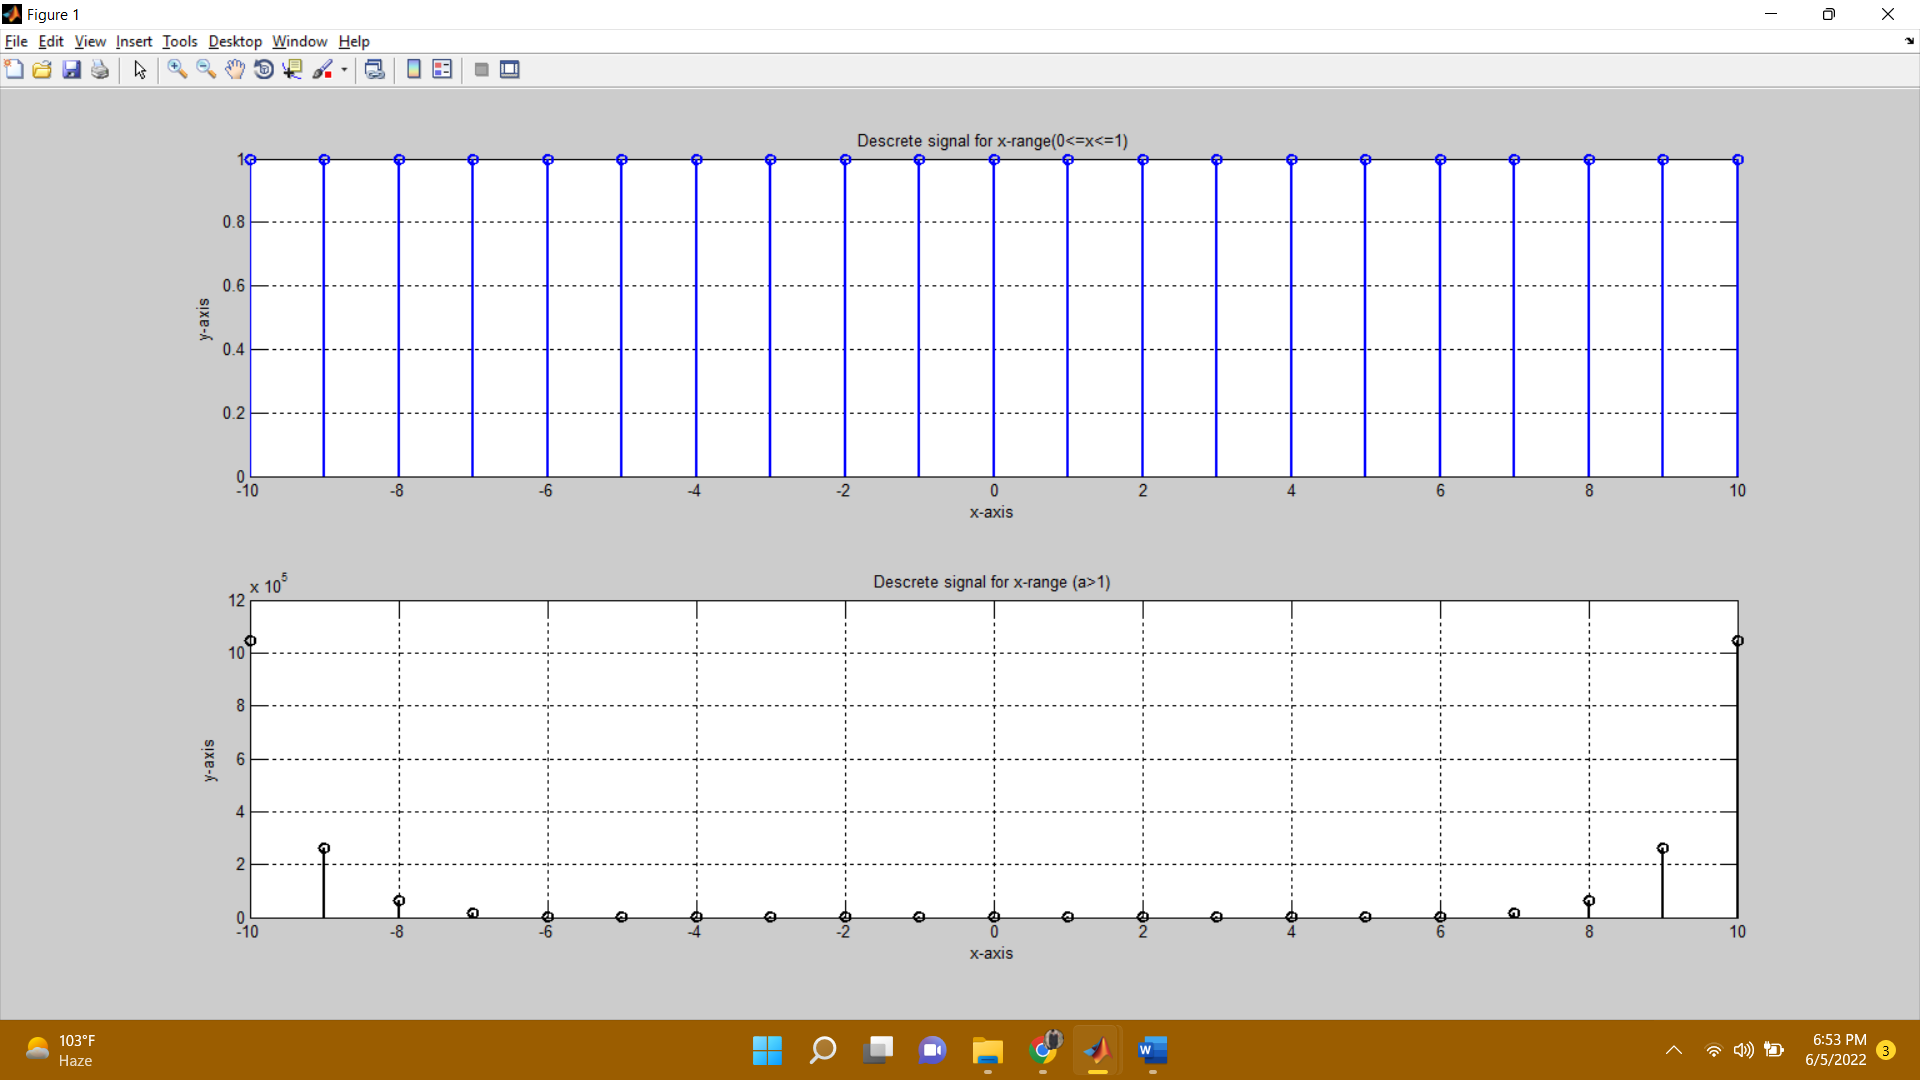 Figure 1
File Edit View Insert Tools Desktop Window Help
Descrete signal for x-range(0<=x<=1)
1
0.8
0.6
0.4
0.2
0
y-axis
-10 -8 -6 -4 -2 0 2 4 6 8 10
x-axis
Descrete signal for x-range (a>1)
x 10^5
12
10
8
6
4
2
0
y-axis
-10 -8 -6 -4 -2 0 2 4 6 8 10
x-axis
103°F
Haze
W
6:53 PM
6/5/2022
3